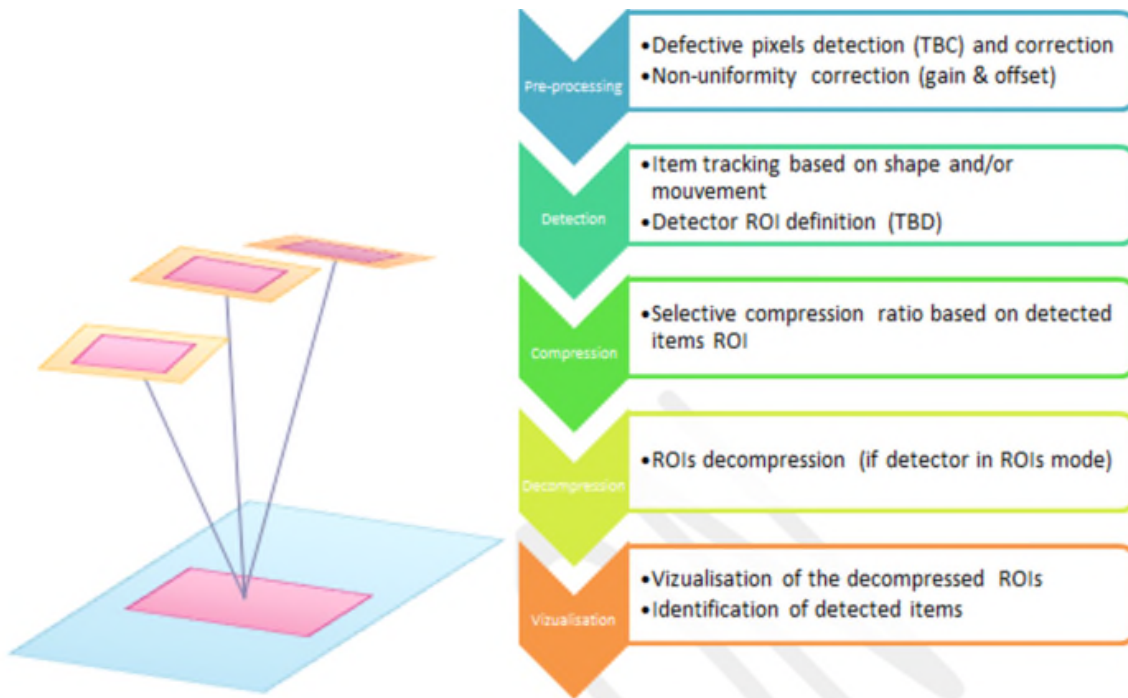 Pre-processing
•Defective pixels detection (TBC) and correction
•Non-uniformity correction (gain & offset)
Detection
•Item tracking based on shape and/or
mouvement
•Detector ROI definition (TBD)
Compression
•Selective compression ratio based on detected
items ROI
Decompression
•ROIs decompression (if detector in ROIs mode)
Vizualisation
•Vizualisation of the decompressed ROIs
•Identification of detected items